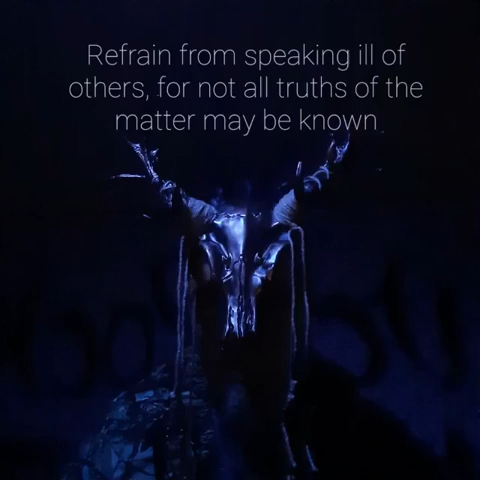 Refrain from speaking ill of
others, for not all truths of the
matter may be known